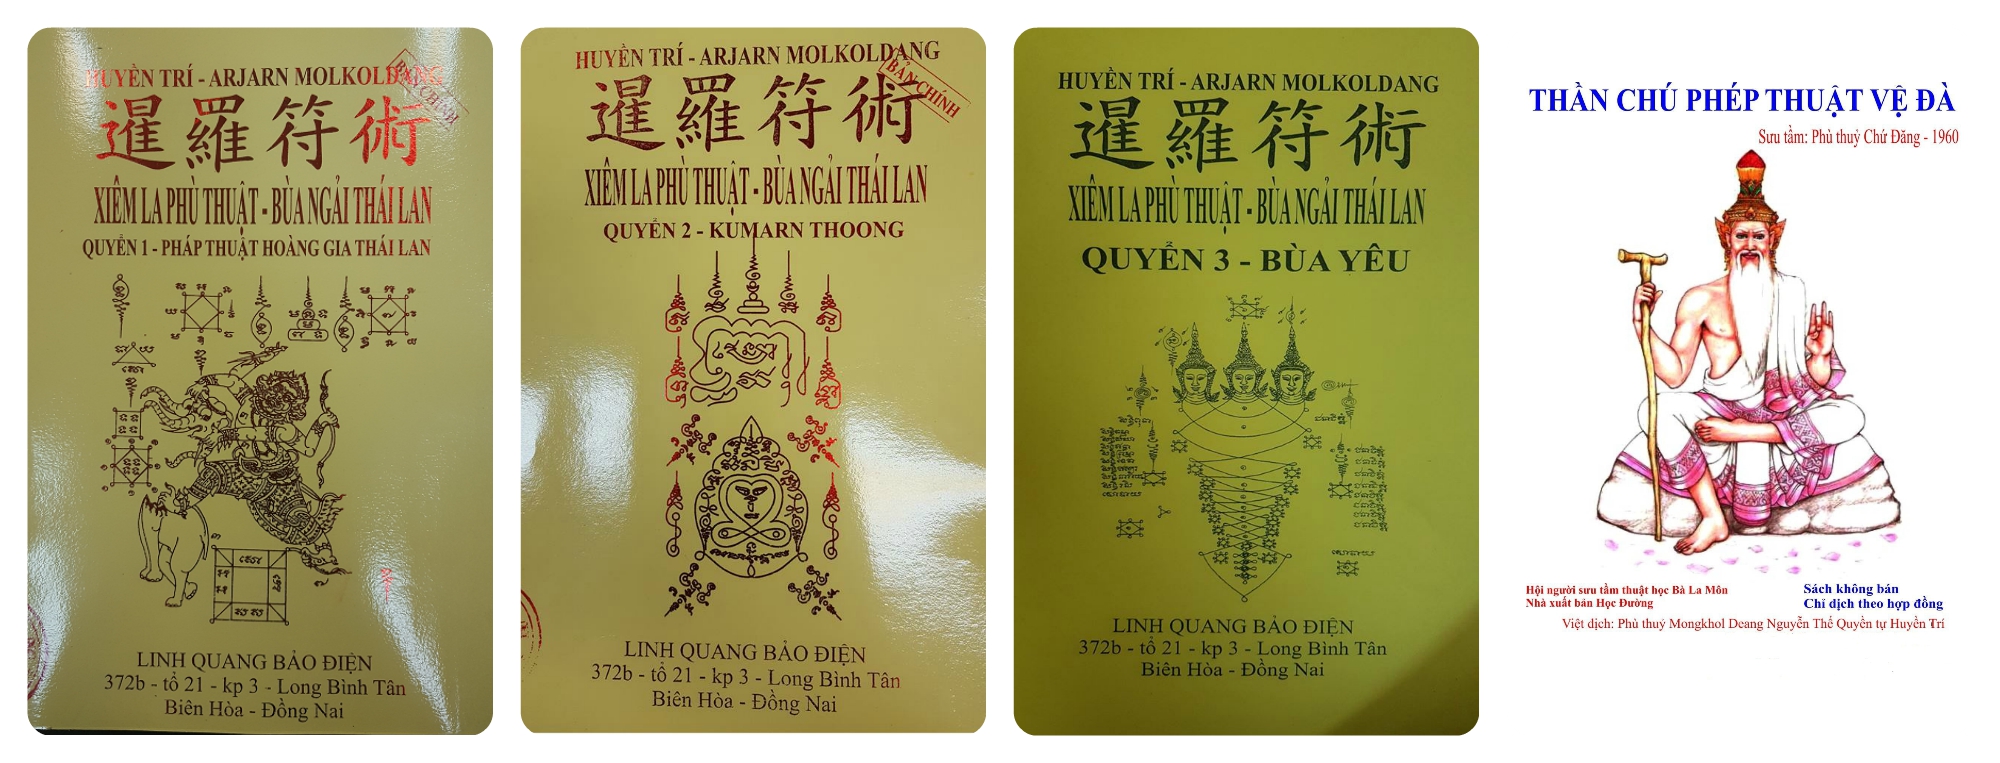 HUYỀN TRÍ - ARJARN MOLKOLDANG
BẢN CHÍNH
暹羅符術
XIÊM LA PHÙ THUẬT - BÙA NGẢI THÁI LAN
QUYỂN 1 - PHÁP THUẬT HOÀNG GIA THÁI LAN
LINH QUANG BẢO ĐIỆN
372b - tổ 21 - kp 3 - Long Bình Tân
Biên Hòa - Đồng Nai
HUYỀN TRÍ - ARJARN MOLKOLDANG
BẢN CHÍNH
暹羅符術
XIÊM LA PHÙ THUẬT - BÙA NGẢI THÁI LAN
QUYỂN 2 - KUMARN THOONG
LINH QUANG BẢO ĐIỆN
372b - tổ 21 - kp 3 - Long Bình Tân
Biên Hòa - Đồng Nai
HUYỀN TRÍ - ARJARN MOLKOLDANG
暹羅符術
XIÊM LA PHÙ THUẬT - BÙA NGẢI THÁI LAN
QUYỂN 3 - BÙA YÊU
LINH QUANG BẢO ĐIỆN
372b - tổ 21 - kp 3 - Long Bình Tân
Biên Hòa - Đồng Nai
THẦN CHÚ PHÉP THUẬT VỆ ĐÀ
Sưu tầm: Phù thuỷ Chứ Đăng - 1960
Hội người sưu tầm thuật học Bà La Môn
Nhà xuất bản Học Đường
Sách không bán
Chỉ dịch theo hợp đồng
Việt dịch: Phù thuỷ Mongkhol Deang Nguyễn Thế Quyền tự Huyền Trí